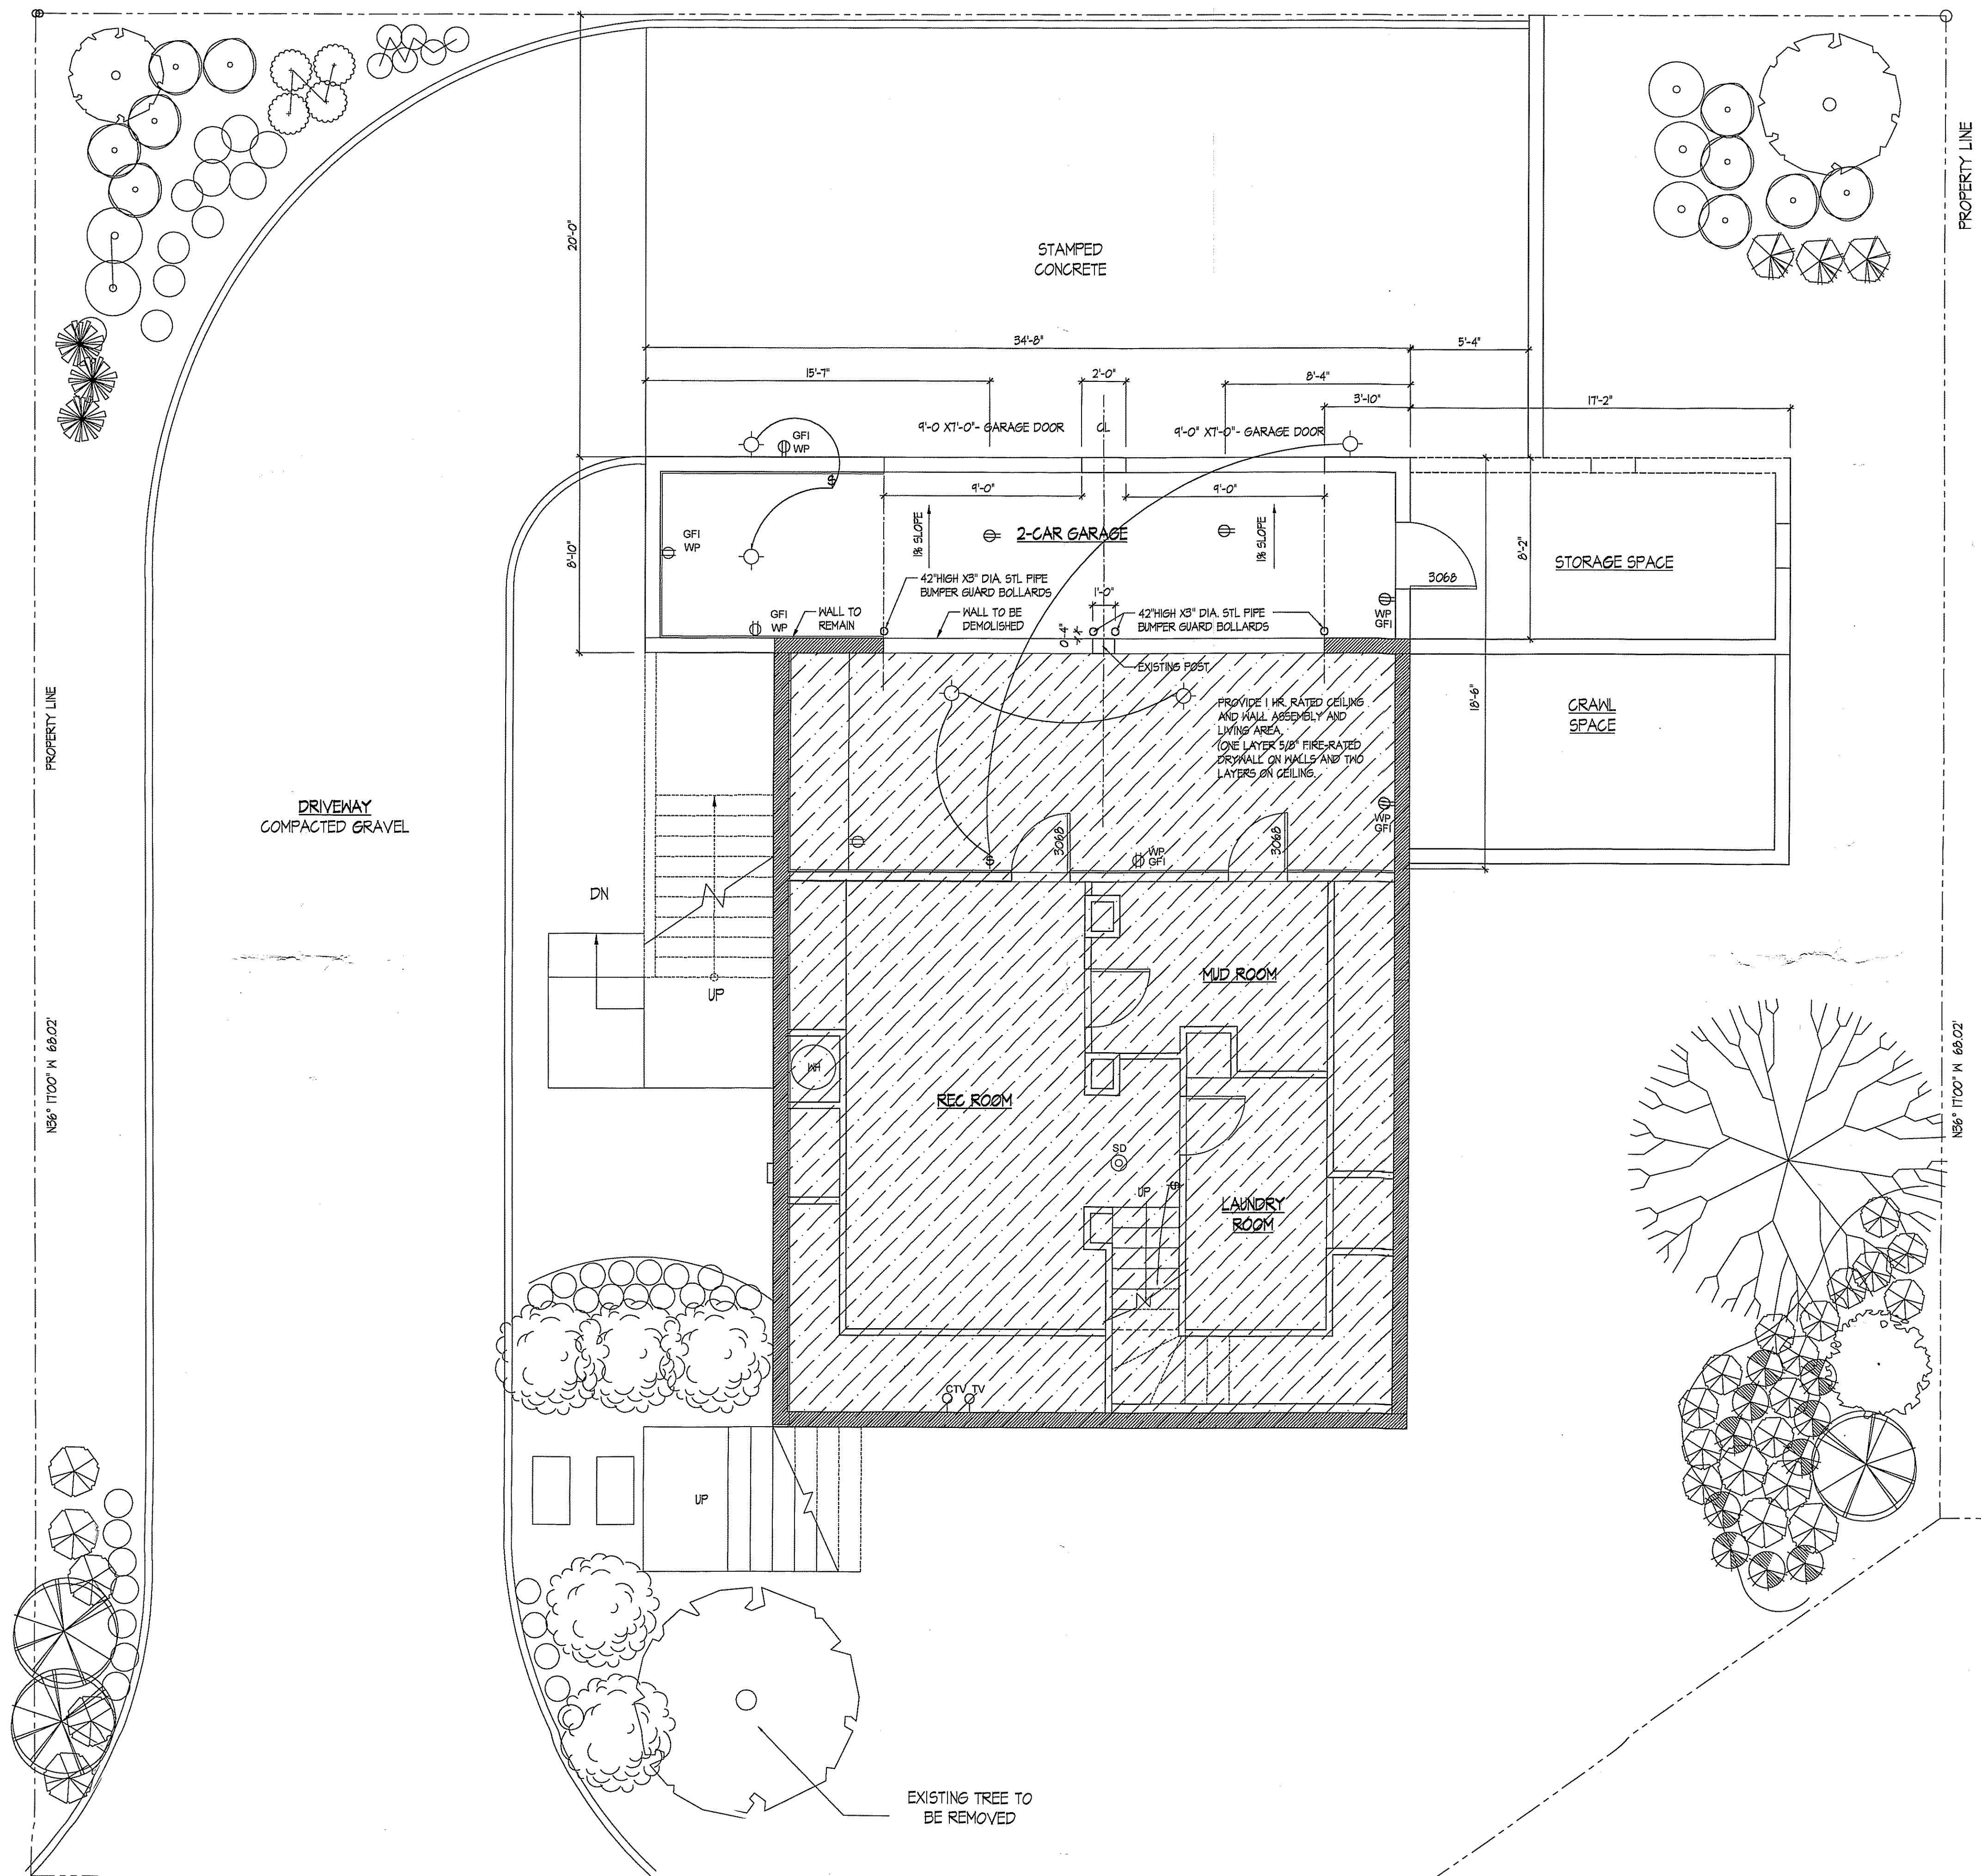 PROPERTY LINE
20'-0"
STAMPED
CONCRETE
34'-8"
5'-4"
15'-7"
2'-0"
8'-4"
3'-10"
17'-2"
9'-0 X7'-0"- GARAGE DOOR
CL
9'-0" X7'-0"- GARAGE DOOR
GFI
WP
9'-0"
9'-0"
GFI
WP
1% SLOPE
2-CAR GARAGE
1% SLOPE
8'-10"
8'-2"
STORAGE SPACE
3068
42"HIGH X3" DIA. STL PIPE
BUMPER GUARD BOLLARDS
1'-0"
GFI
WP
WALL TO
REMAIN
WALL TO BE
DEMOLISHED
0'-4"
42"HIGH X3" DIA. STL PIPE
BUMPER GUARD BOLLARDS
WP
GFI
EXISTING POST
PROPERTY LINE
18'-6"
PROVIDE 1 HR. RATED CEILING
AND WALL ASSEMBLY AND
LIVING AREA.
(ONE LAYER 5/8" FIRE-RATED
DRYWALL ON WALLS AND TWO
LAYERS ON CEILING.
CRAWL
SPACE
DRIVEWAY
COMPACTED GRAVEL
WP
GFI
3068
WP
GFI
3068
DN
UP
MUD ROOM
N36° 17'00" W 68.02'
N36° 17'00" W 68.02'
WH
REC ROOM
SD
UP
LAUNDRY
ROOM
CTV TV
UP
EXISTING TREE TO
BE REMOVED